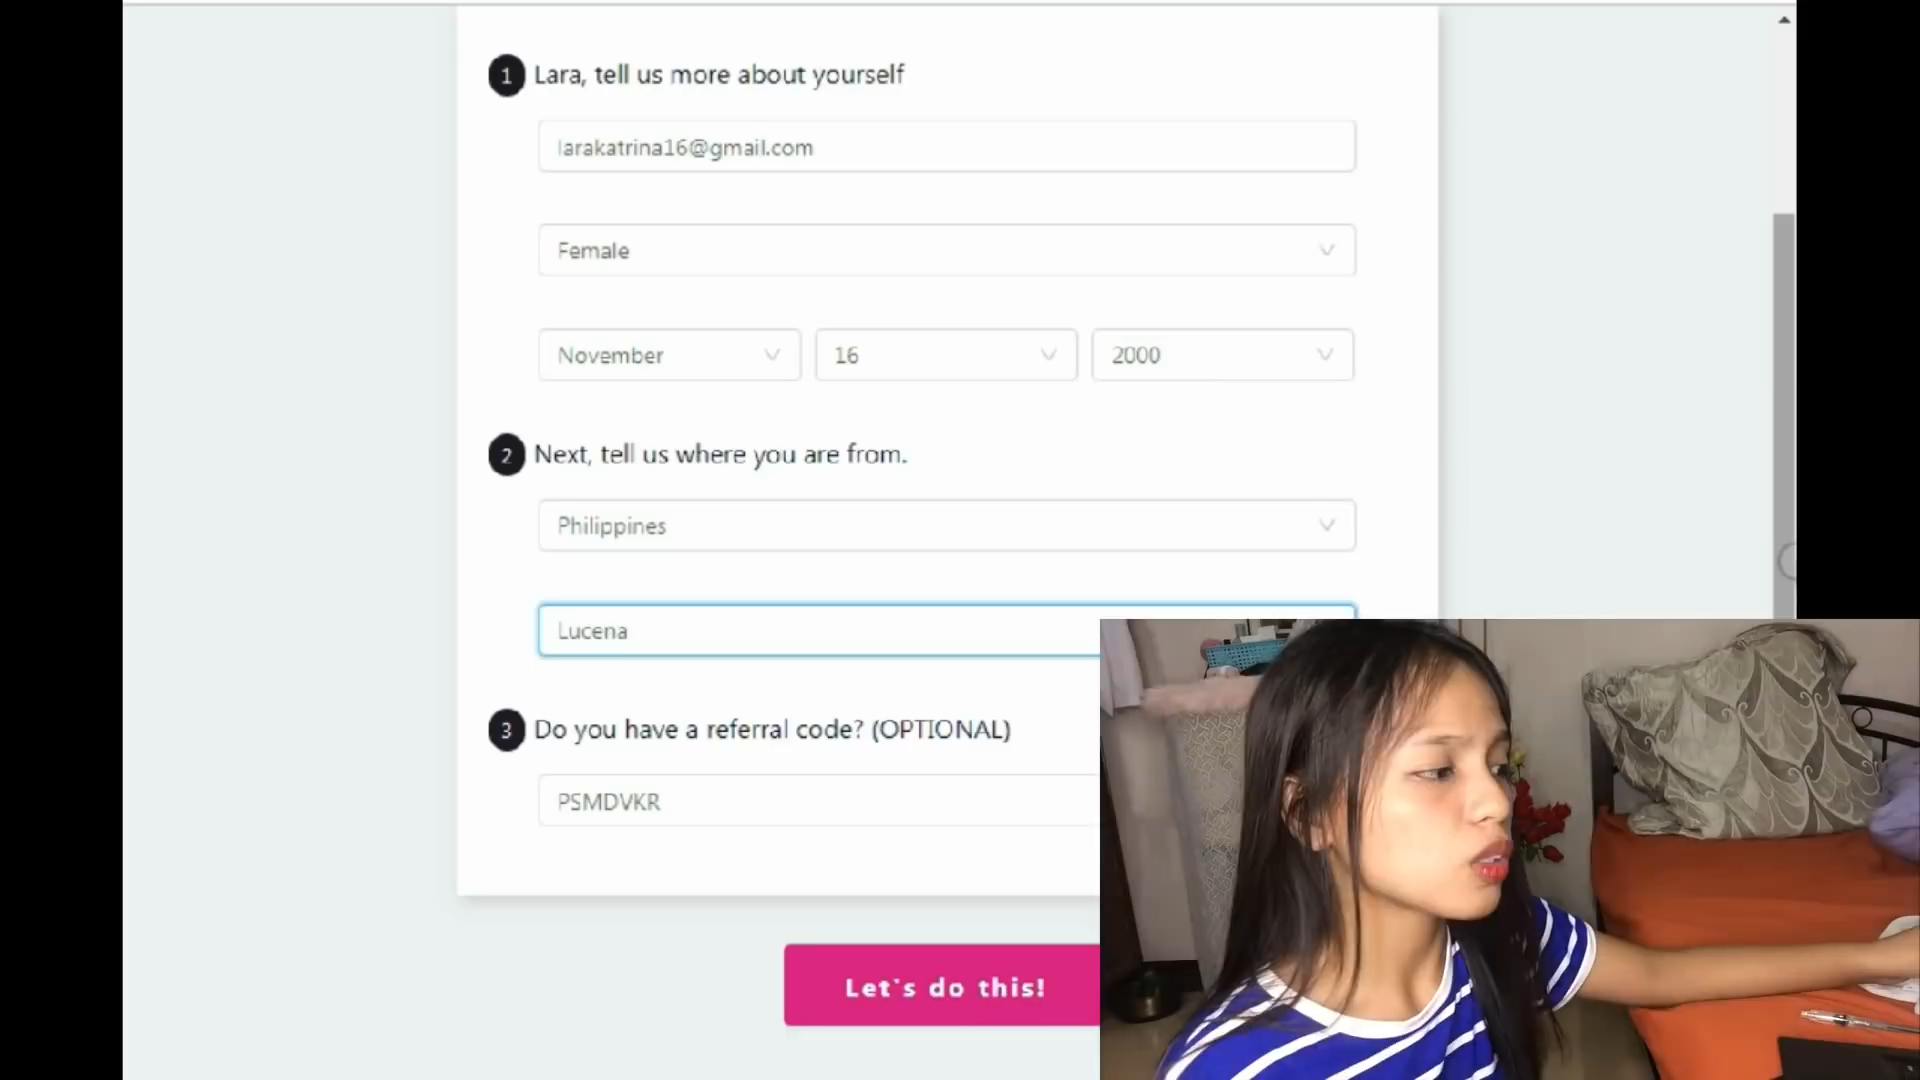 1 Lara, tell us more about yourself
larakatrina16@gmail.com
Female
November 16 2000
2 Next, tell us where you are from.
Philippines
Lucena
3 Do you have a referral code? (OPTIONAL)
PSMDVKR
Let's do this!